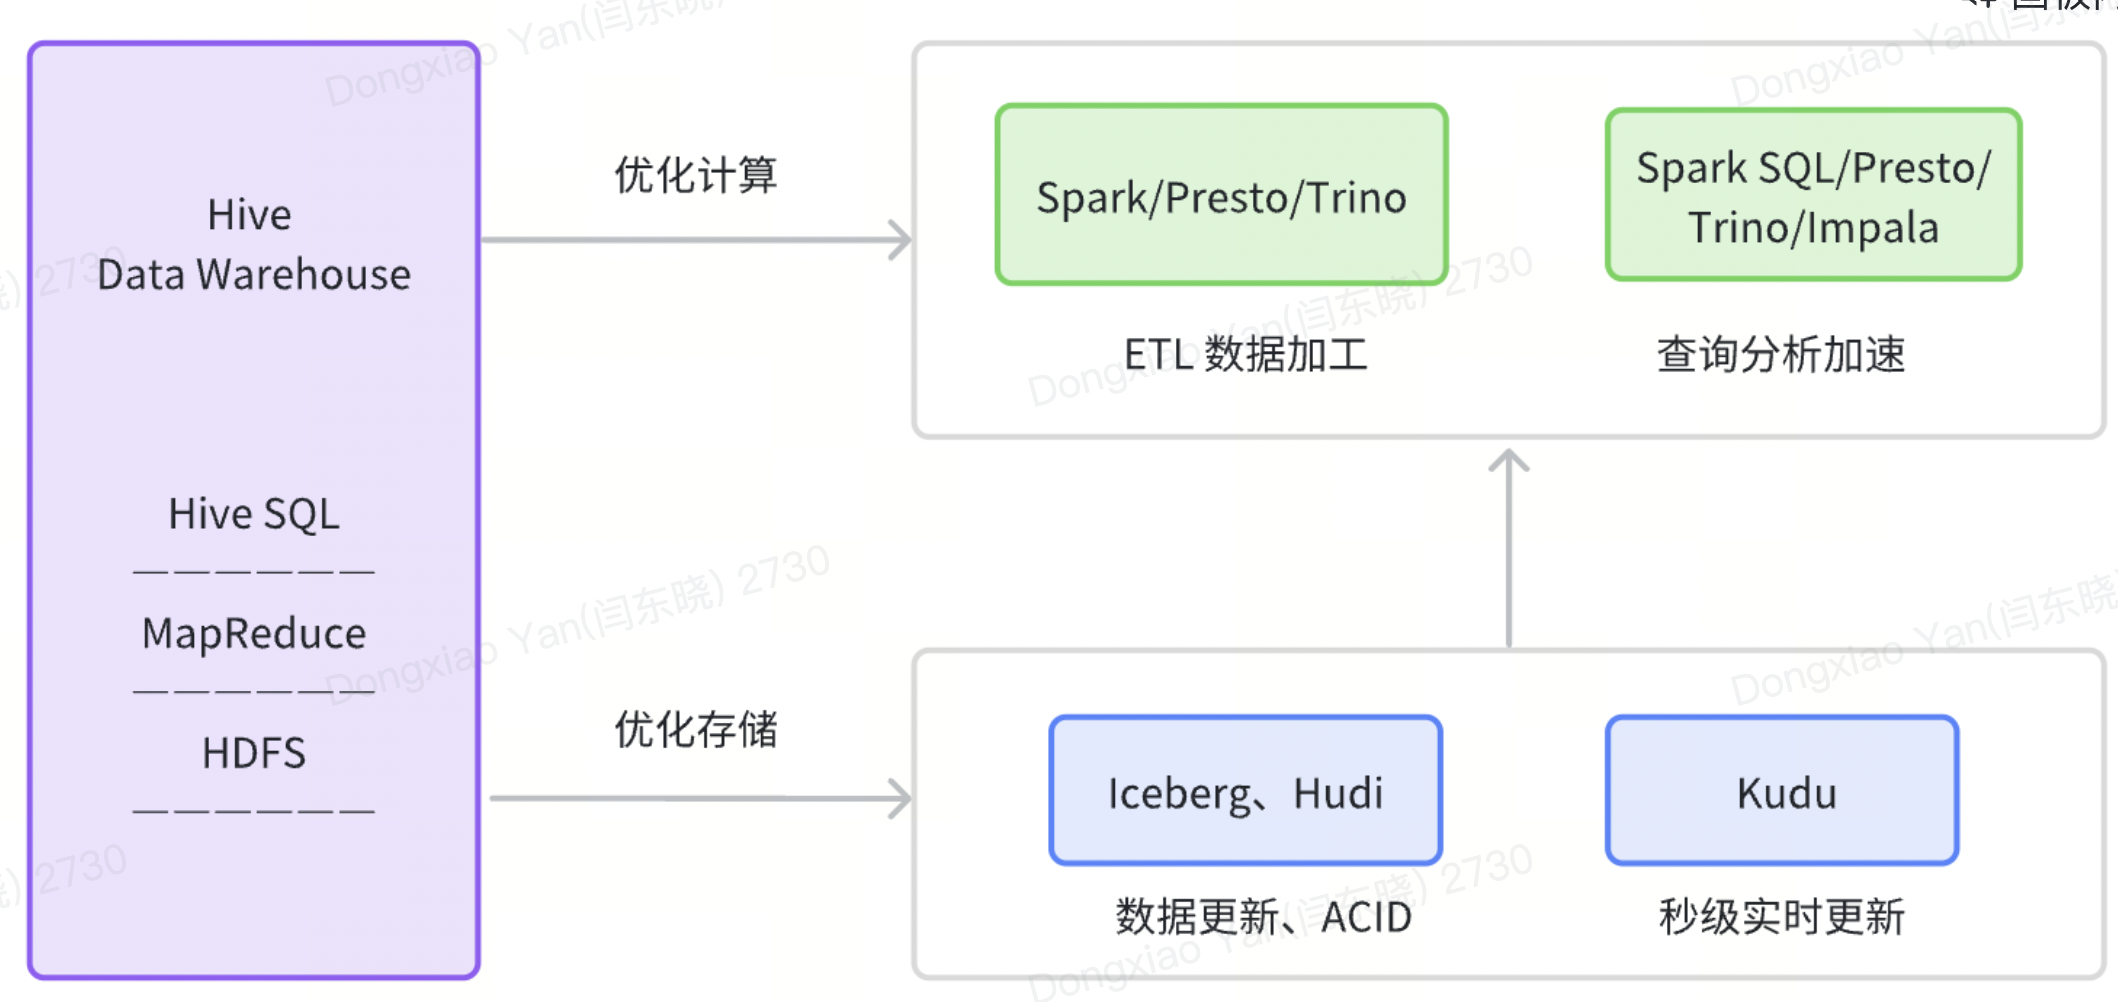 Hive
Data Warehouse
Hive SQL
——————
MapReduce
——————
HDFS
——————
优化计算
优化存储
Spark/Presto/Trino
ETL 数据加工
Spark SQL/Presto/
Trino/Impala
查询分析加速
Iceberg、Hudi
数据更新、ACID
Kudu
秒级实时更新
Dongxiao Yan(闫东晓) 2730